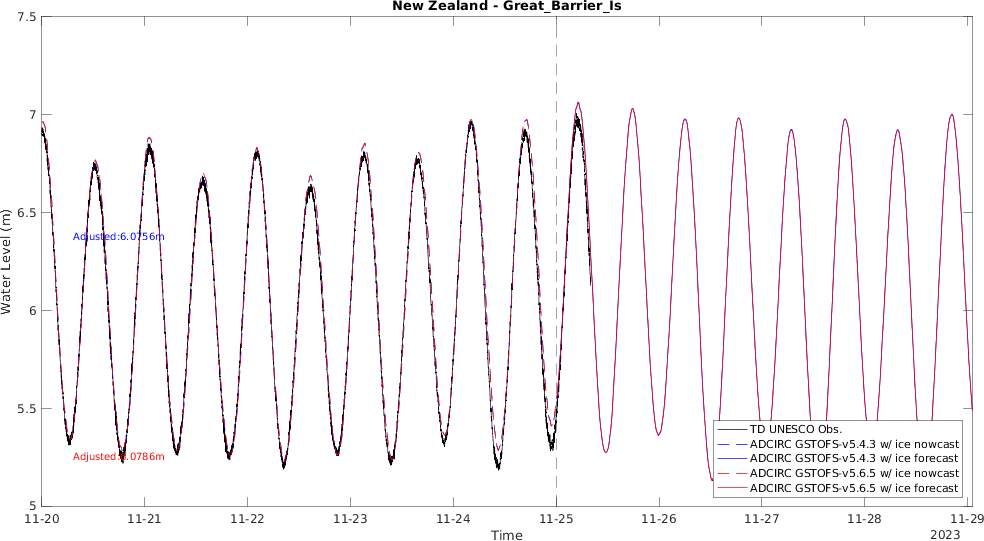 New Zealand - Great_Barrier_Is
7.5
7
6.5
6
5.5
5
Water Level (m)
Adjusted:6.0756m
Adjusted:6.0786m
TD UNESCO Obs.
ADCIRC GSTOFS-v5.4.3 w/ ice nowcast
ADCIRC GSTOFS-v5.4.3 w/ ice forecast
ADCIRC GSTOFS-v5.6.5 w/ ice nowcast
ADCIRC GSTOFS-v5.6.5 w/ ice forecast
11-20 11-21 11-22 11-23 11-24 11-25 11-26 11-27 11-28 11-29
Time
2023